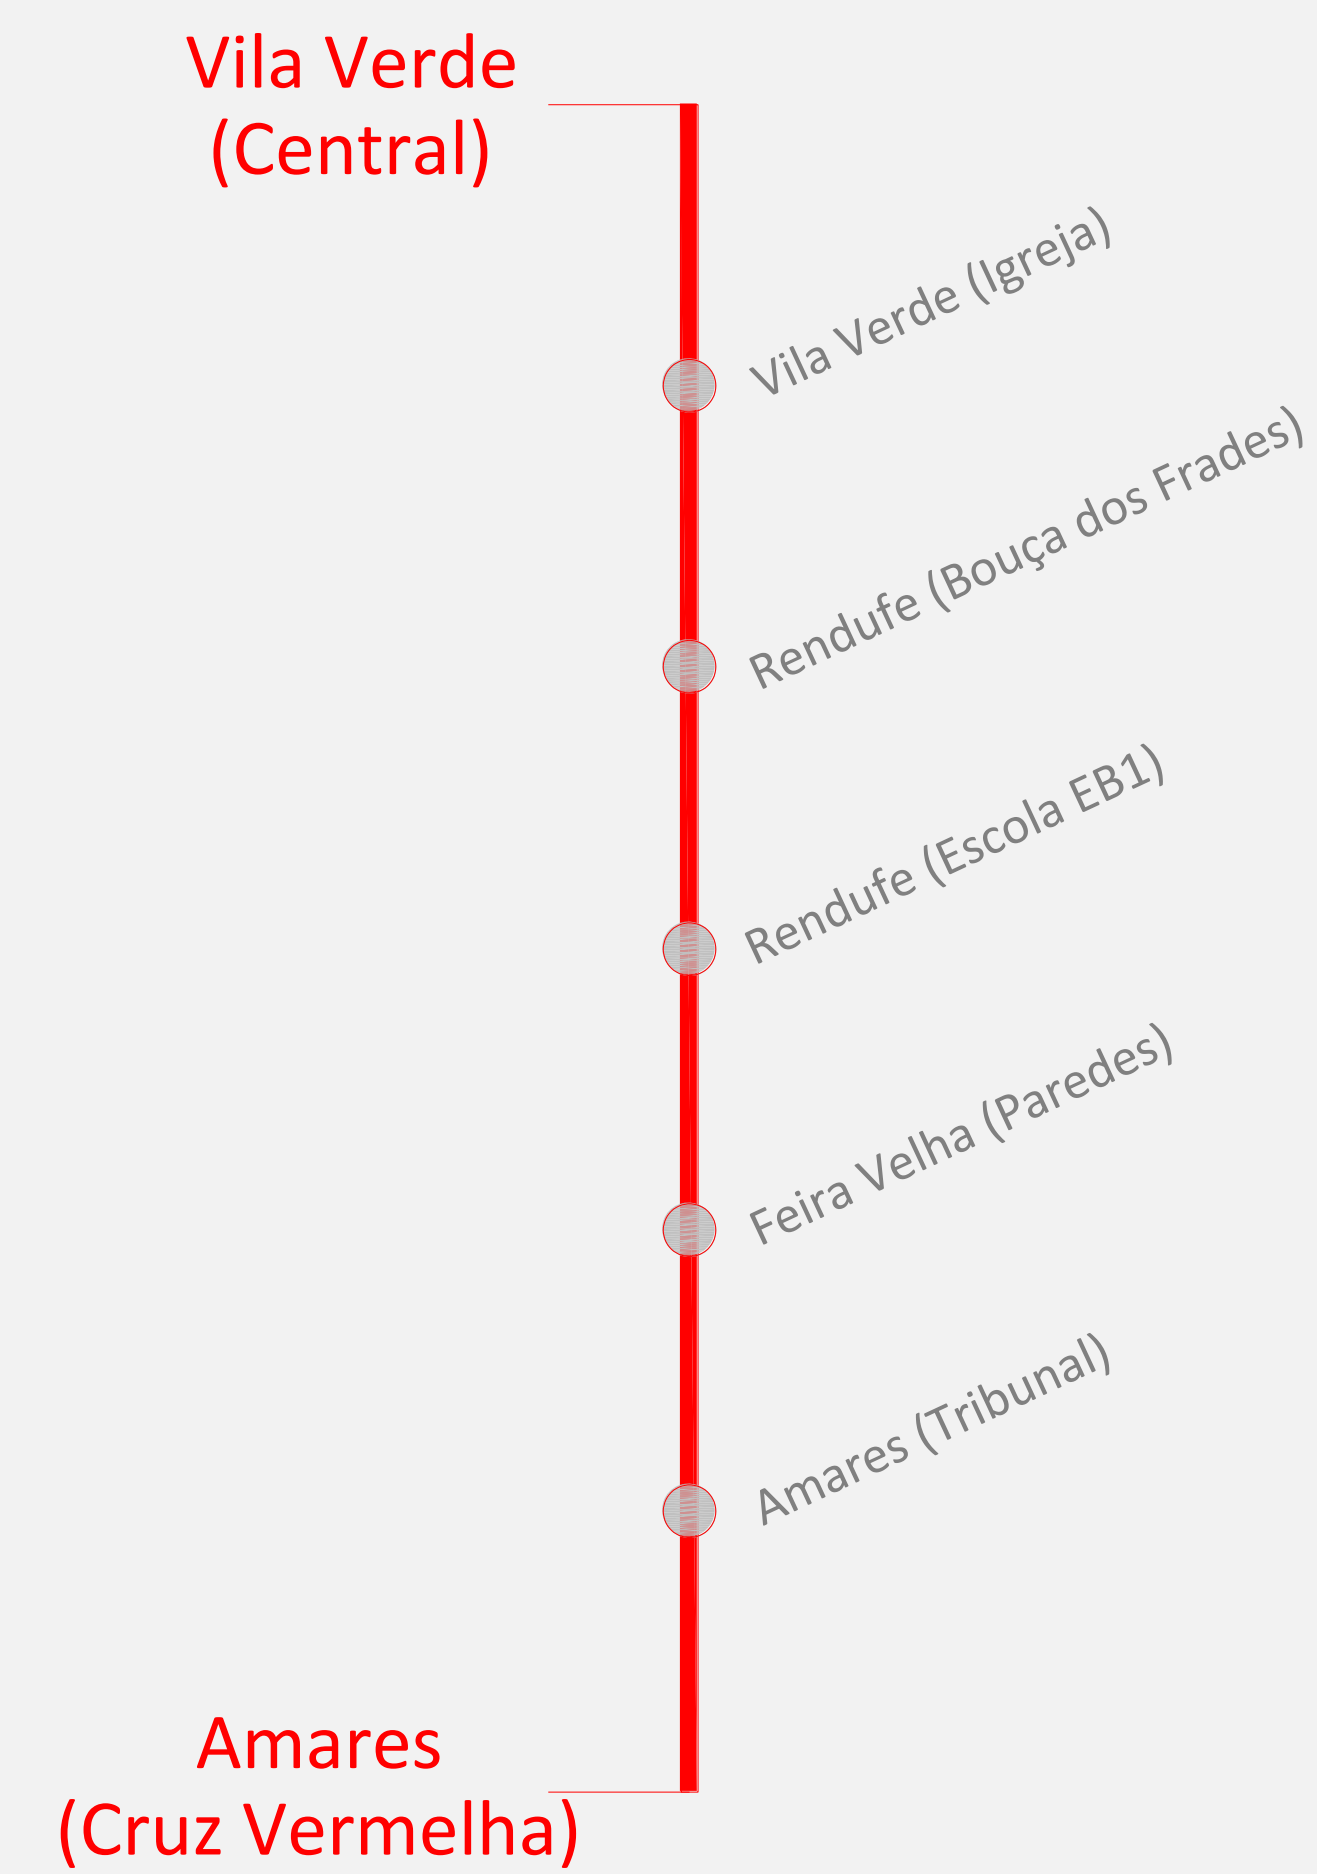 Vila Verde
(Central)
Vila Verde (Igreja)
Rendufe (Bouça dos Frades)
Rendufe (Escola EB1)
Feira Velha (Paredes)
Amares (Tribunal)
Amares
(Cruz Vermelha)